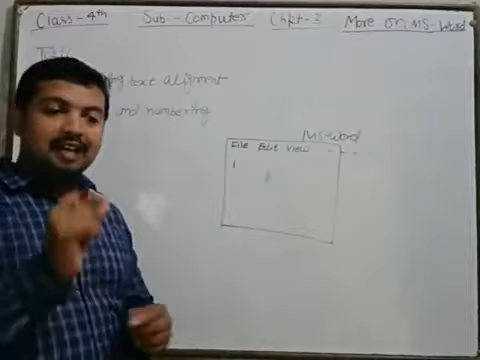 Class-4th Sub-Computer Chpt-3 More on MS-Word
text alignment
and numbering
MS-Word
File Edit View - - -